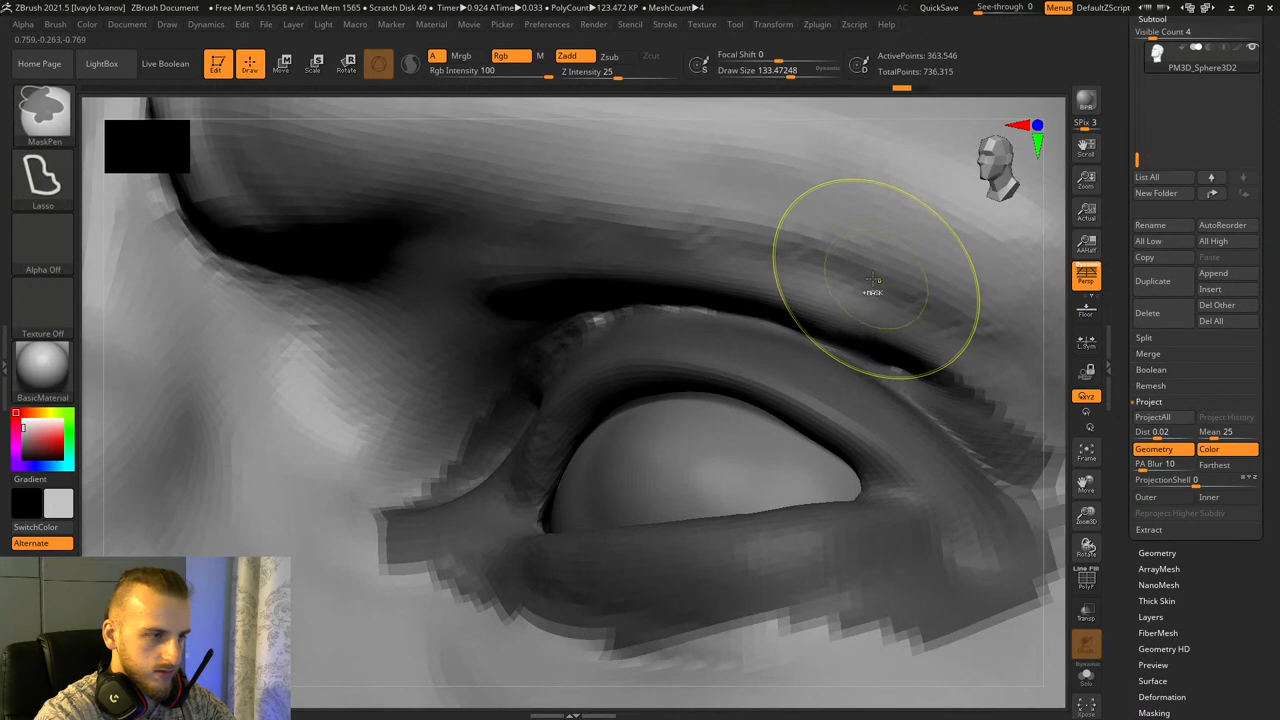 ZBrush 2021.5 [Ivaylo Ivanov] ZBrush Document • Free Mem 56.15GB • Active Mem 1565 • Scratch Disk 49 • Timer▸0.924 ATime▸0.033 • PolyCount▸123.472 KP • MeshCount▸4 AC QuickSave See-through 0 Menus DefaultZScript
Alpha Brush Color Document Draw Dynamics Edit File Layer Light Macro Marker Material Movie Picker Preferences Render Stencil Stroke Texture Tool Transform Zplugin Zscript Help
0.759,-0.263,-0.769
Home Page LightBox Live Boolean Edit Draw Move Scale Rotate
A Mrgb Rgb M Zadd Zsub Zcut
Rgb Intensity 100 Z Intensity 25
Focal Shift 0
Draw Size 133.47248 Dynamic
S D
ActivePoints: 363.546
TotalPoints: 736,315
MaskPen
Lasso
Alpha Off
Texture Off
BasicMaterial
Gradient
SwitchColor
Alternate
+MASK
BPR
SPix 3
Scroll
Zoom
Actual
AAHalf
Dynamic
Persp
Floor
L.Sym
XYZ
Frame
Move
Zoom3D
Rotate
Line Fill
PolyF
Transp
Ghost
Dynamic
Solo
Xpose
Subtool
Visible Count 4
PM3D_Sphere3D2
List All
New Folder
Rename AutoReorder
All Low All High
Copy Paste
Duplicate Append
Insert
Delete Del Other
Del All
Split
Merge
Boolean
Remesh
Project
ProjectAll Project History
Dist 0.02 Mean 25
Geometry Color
PA Blur 10 Farthest
ProjectionShell 0
Outer Inner
Reproject Higher Subdiv
Extract
Geometry
ArrayMesh
NanoMesh
Thick Skin
Layers
FiberMesh
Geometry HD
Preview
Surface
Deformation
Masking